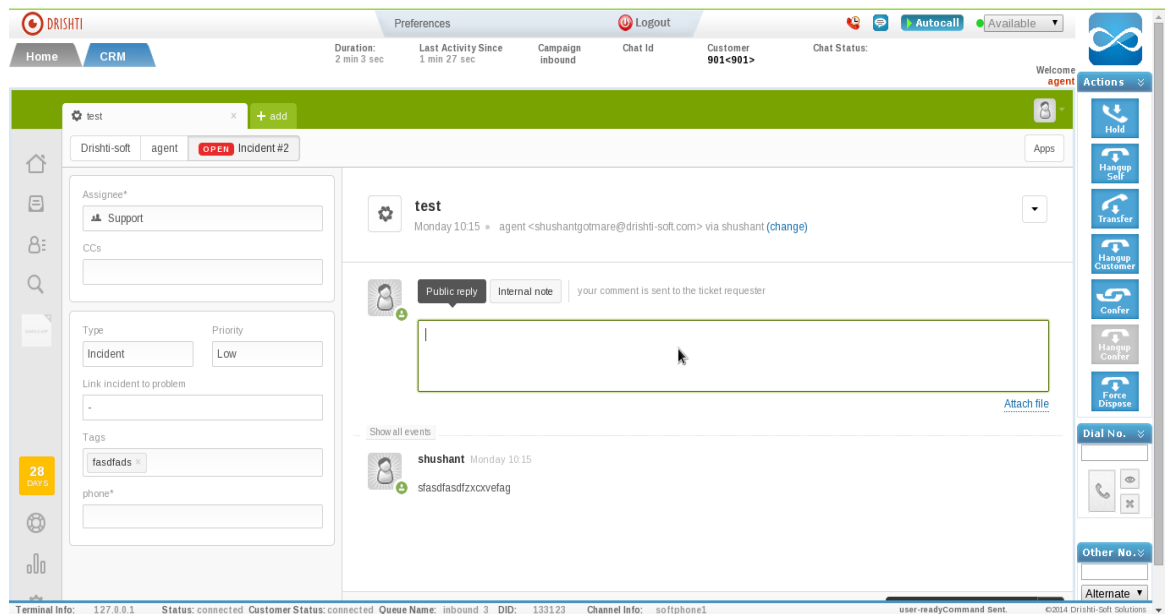 DRISHTI
Preferences
Logout
Autocall
Available
Home
CRM
Duration:
2 min 3 sec
Last Activity Since
1 min 27 sec
Campaign
inbound
Chat Id
Customer
901<901>
Chat Status:
Welcome
agent
test
x
+ add
Drishti-soft
agent
OPEN Incident #2
Apps
Assignee*
Support
CCs
Type
Priority
Incident
Low
Link incident to problem
-
Tags
fasdfads ×
phone*
28
DAYS
test
Monday 10:15 • agent <shushantgotmare@drishti-soft.com> via shushant (change)
Public reply
Internal note
your comment is sent to the ticket requester
Attach file
Show all events
shushant Monday 10:15
sfasdfasdfzxcxvefag
Actions
Hold
Hangup
Self
Transfer
Hangup
Customer
Confer
Hangup
Confer
Force
Dispose
Dial No.
Other No.
Alternate
Terminal Info: 127.0.0.1 Status: connected Customer Status: connected Queue Name: inbound_3 DID: 133123 Channel Info: softphone1 user-readyCommand Sent. ©2014 Drishti-Soft Solutions